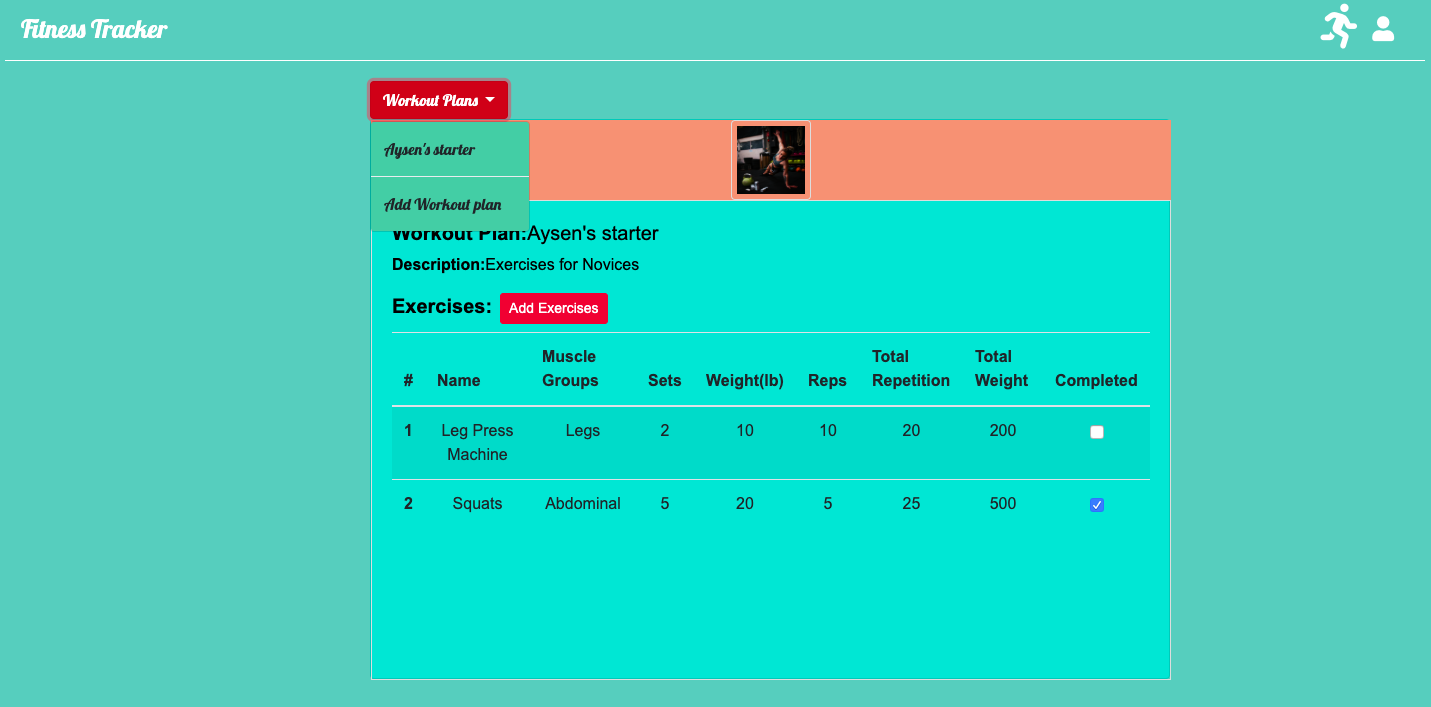 Fitness Tracker
Workout Plans
Aysen's starter
Add Workout plan
Workout Plan:Aysen's starter
Description:Exercises for Novices
Exercises: Add Exercises
# Name Muscle Groups Sets Weight(lb) Reps Total Repetition Total Weight Completed
1 Leg Press Machine Legs 2 10 10 20 200
2 Squats Abdominal 5 20 5 25 500